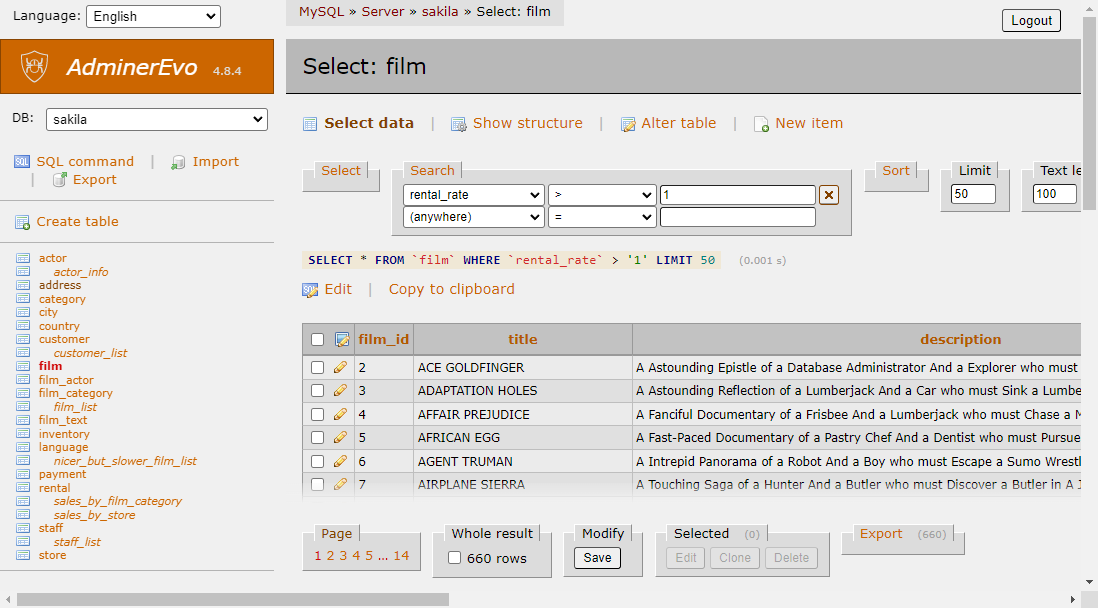 Language: English
MySQL » Server » sakila » Select: film
Logout
AdminerEvo 4.8.4
Select: film
DB: sakila
Select data | Show structure | Alter table | New item
SQL command | Import
| Export
Create table
Select
Search
Sort
Limit
Text le
rental_rate > 1
50
100
(anywhere) =
SELECT * FROM `film` WHERE `rental_rate` > '1' LIMIT 50 (0.001 s)
Edit | Copy to clipboard
actor
actor_info
address
category
city
country
customer
customer_list
film
film_actor
film_category
film_list
film_text
inventory
language
nicer_but_slower_film_list
payment
rental
sales_by_film_category
sales_by_store
staff
staff_list
store
film_id title description
2 ACE GOLDFINGER A Astounding Epistle of a Database Administrator And a Explorer who must
3 ADAPTATION HOLES A Astounding Reflection of a Lumberjack And a Car who must Sink a Lumbe
4 AFFAIR PREJUDICE A Fanciful Documentary of a Frisbee And a Lumberjack who must Chase a M
5 AFRICAN EGG A Fast-Paced Documentary of a Pastry Chef And a Dentist who must Pursue
6 AGENT TRUMAN A Intrepid Panorama of a Robot And a Boy who must Escape a Sumo Wrestl
7 AIRPLANE SIERRA A Touching Saga of a Hunter And a Butler who must Discover a Butler in A J
Page
1 2 3 4 5 ... 14
Whole result
660 rows
Modify
Save
Selected (0)
Edit Clone Delete
Export (660)